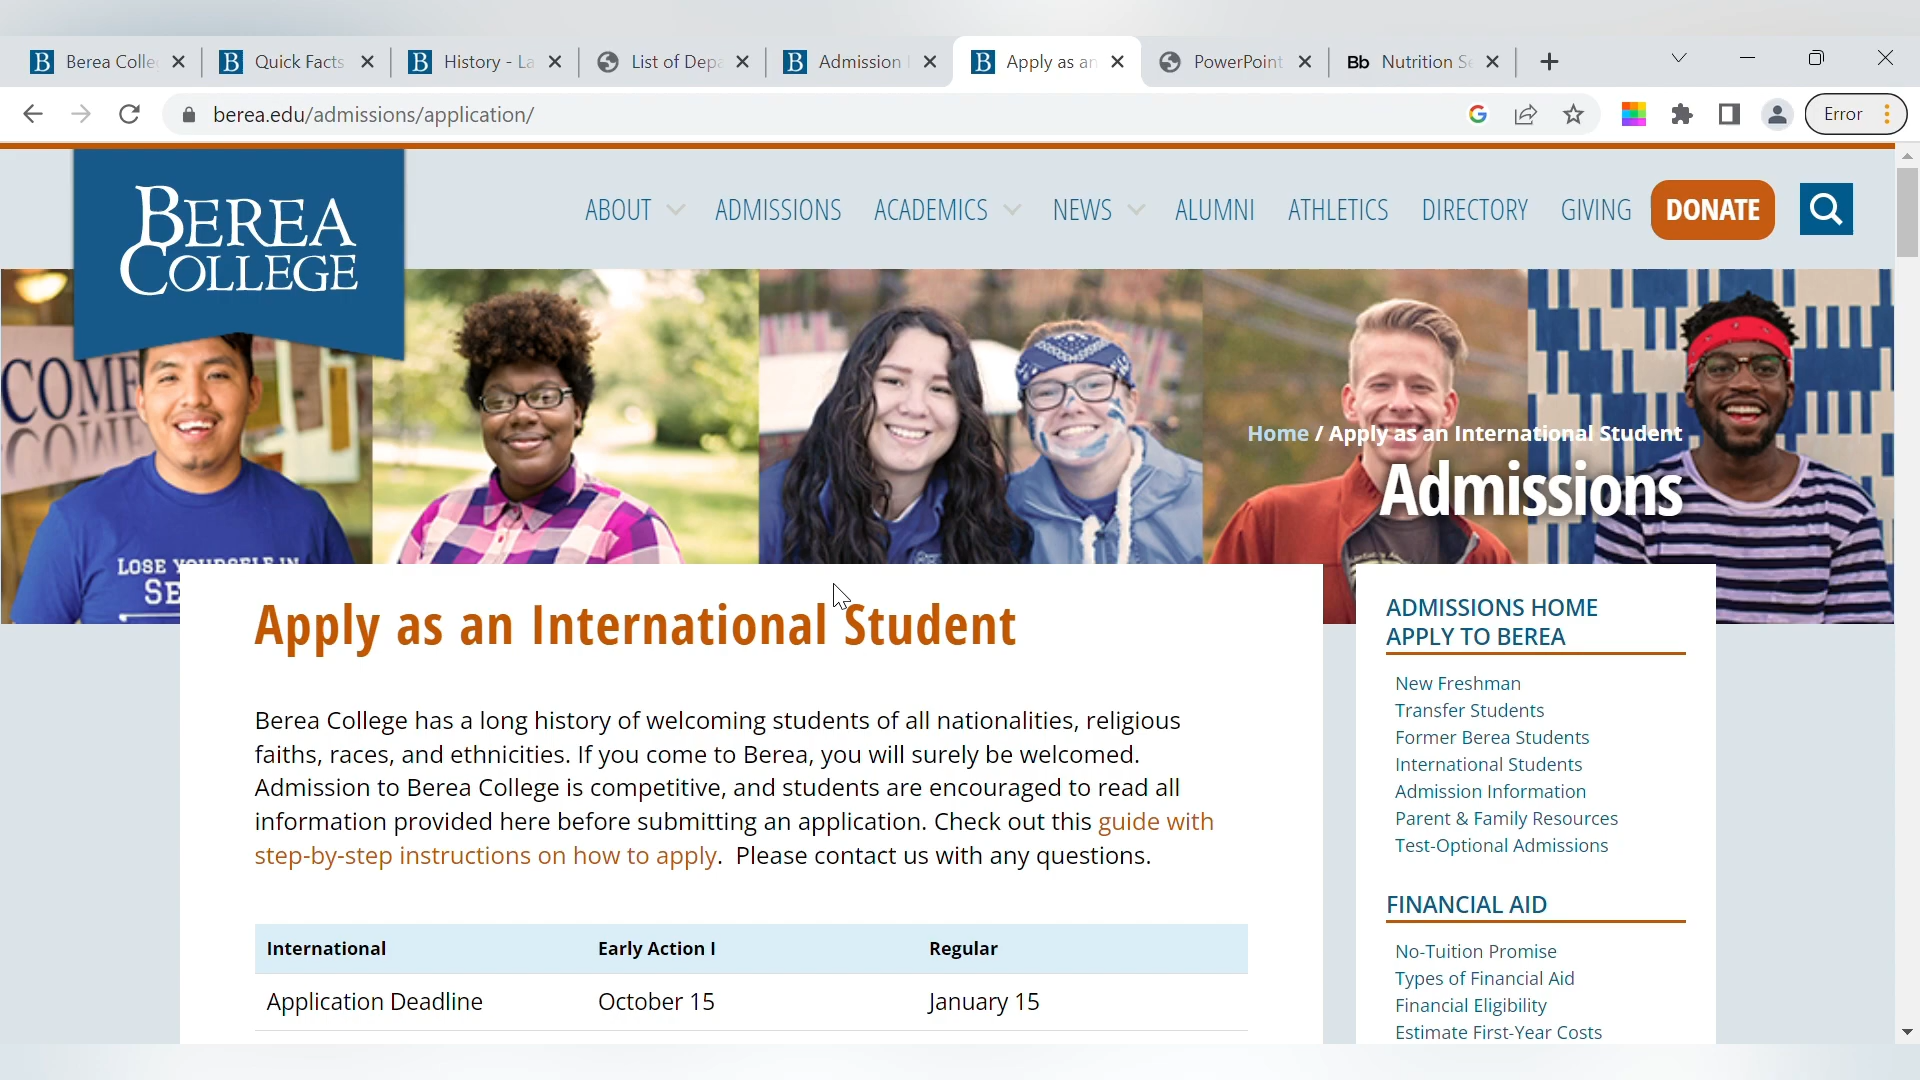 Berea Colle
Quick Facts
History - La
List of Depa
Admission
Apply as an
PowerPoint
Bb Nutrition Se
berea.edu/admissions/application/
Error
BEREA
COLLEGE
ABOUT
ADMISSIONS
ACADEMICS
NEWS
ALUMNI
ATHLETICS
DIRECTORY
GIVING
DONATE
COME
LOSE YOURSELF IN
SE
Home / Apply as an International Student
Admissions
Apply as an International Student
Berea College has a long history of welcoming students of all nationalities, religious
faiths, races, and ethnicities. If you come to Berea, you will surely be welcomed.
Admission to Berea College is competitive, and students are encouraged to read all
information provided here before submitting an application. Check out this guide with
step-by-step instructions on how to apply. Please contact us with any questions.
International Early Action I Regular
Application Deadline October 15 January 15
ADMISSIONS HOME
APPLY TO BEREA
New Freshman
Transfer Students
Former Berea Students
International Students
Admission Information
Parent & Family Resources
Test-Optional Admissions
FINANCIAL AID
No-Tuition Promise
Types of Financial Aid
Financial Eligibility
Estimate First-Year Costs